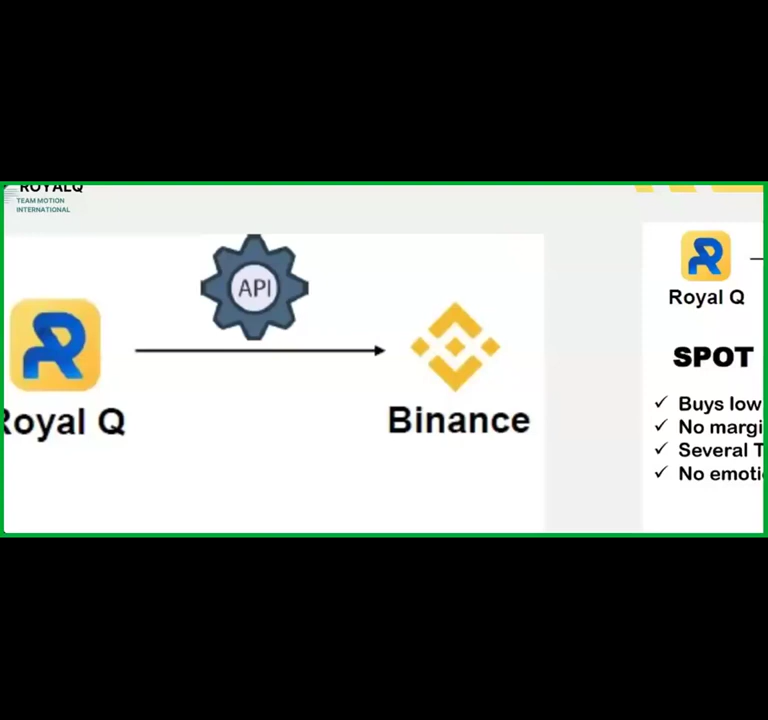 ROYALQ
TEAM MOTION
INTERNATIONAL
API
Royal Q
Binance
Royal Q
SPOT
Buys low
No margi
Several T
No emoti